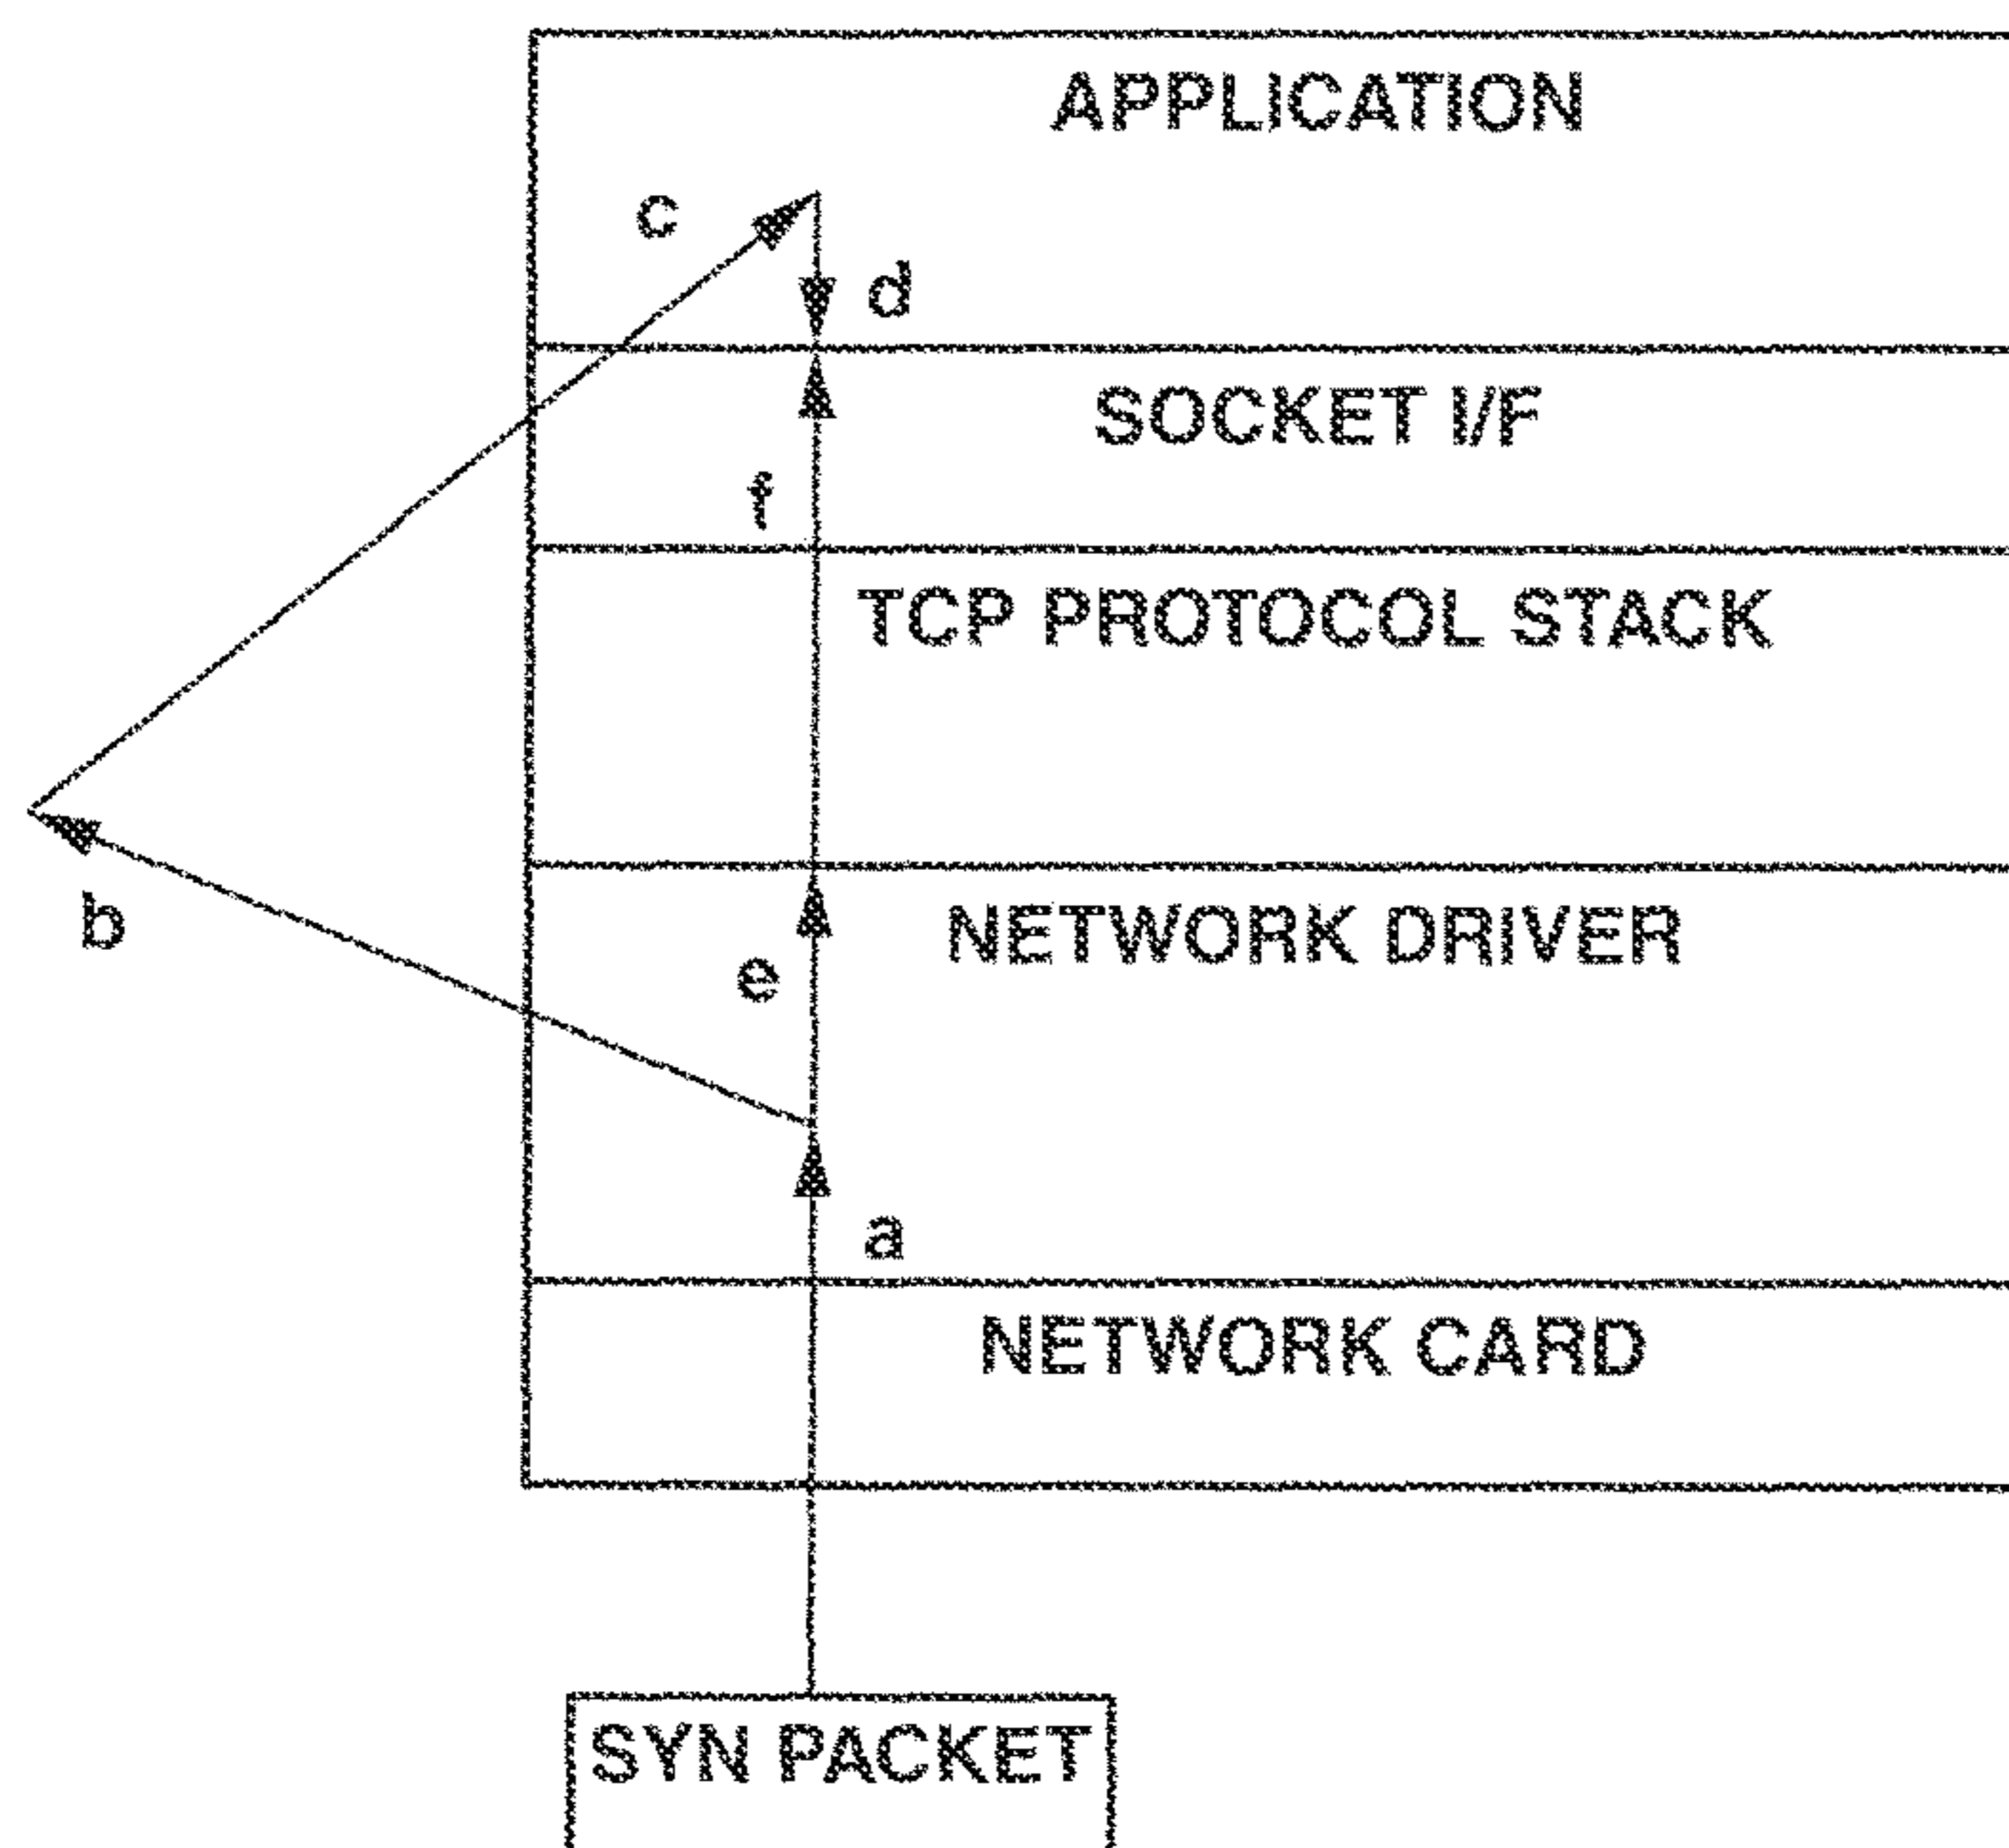 APPLICATION
c
d
SOCKET I/F
f
TCP PROTOCOL STACK
b
NETWORK DRIVER
e
a
NETWORK CARD
SYN PACKET